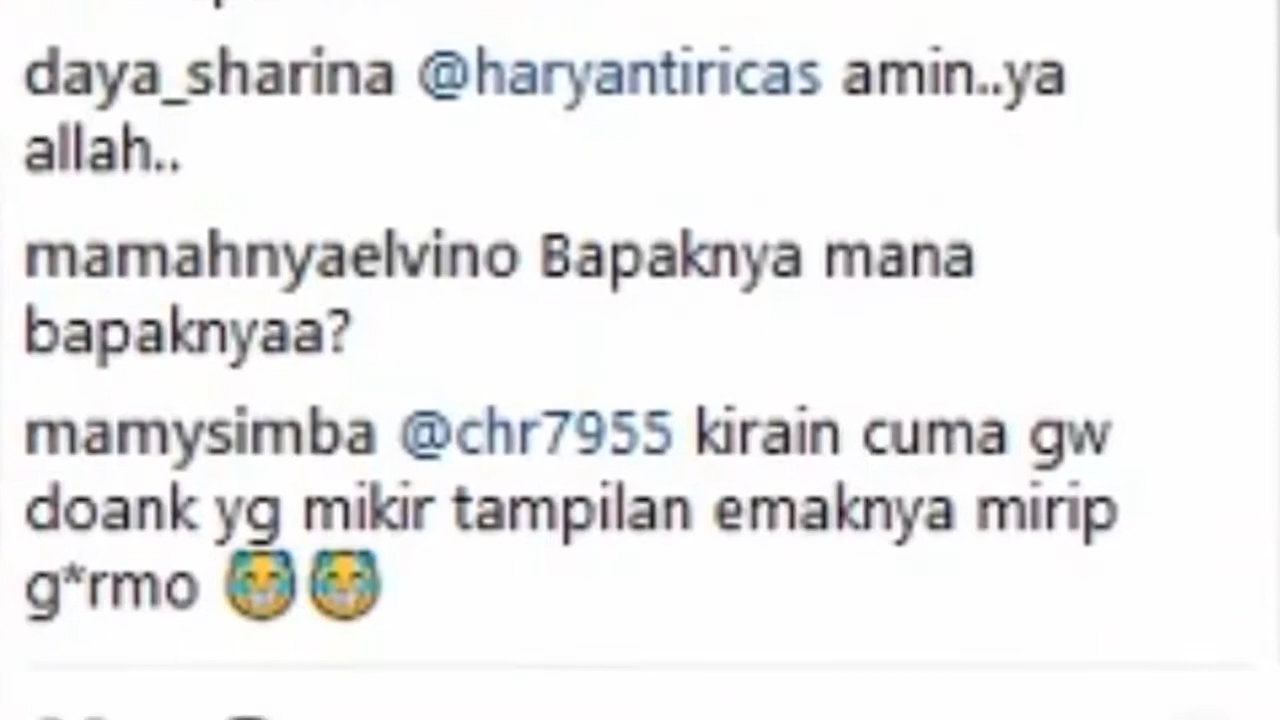 daya_sharina @haryantiricas amin..ya
allah..
mamahnyaelvino Bapaknya mana
bapaknyaa?
mamysimba @chr7955 kirain cuma gw
doank yg mikir tampilan emaknya mirip
g*rmo 😹😹